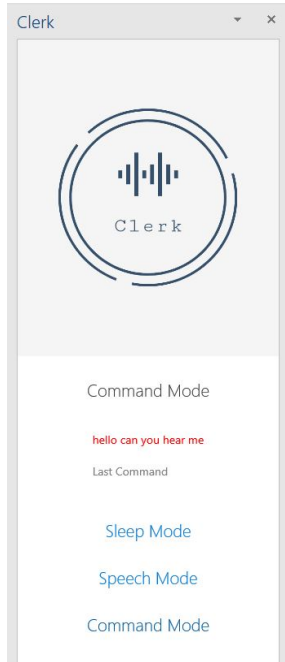 Clerk
Clerk
Command Mode
hello can you hear me
Last Command
Sleep Mode
Speech Mode
Command Mode